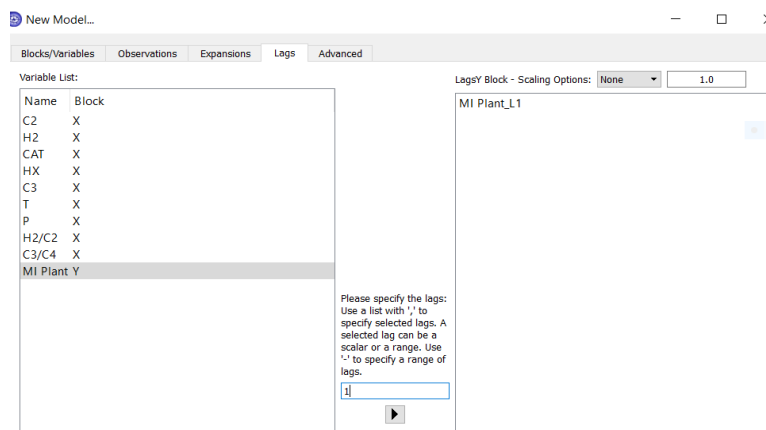 New Model...
Blocks/Variables Observations Expansions Lags Advanced
Variable List:
LagsY Block - Scaling Options: None 1.0
Name Block
MI Plant_L1
C2 X
H2 X
CAT X
HX X
C3 X
T X
P X
H2/C2 X
C3/C4 X
MI Plant Y
Please specify the lags:
Use a list with ',' to
specify selected lags. A
selected lag can be a
scalar or a range. Use
'-' to specify a range of
lags.
1